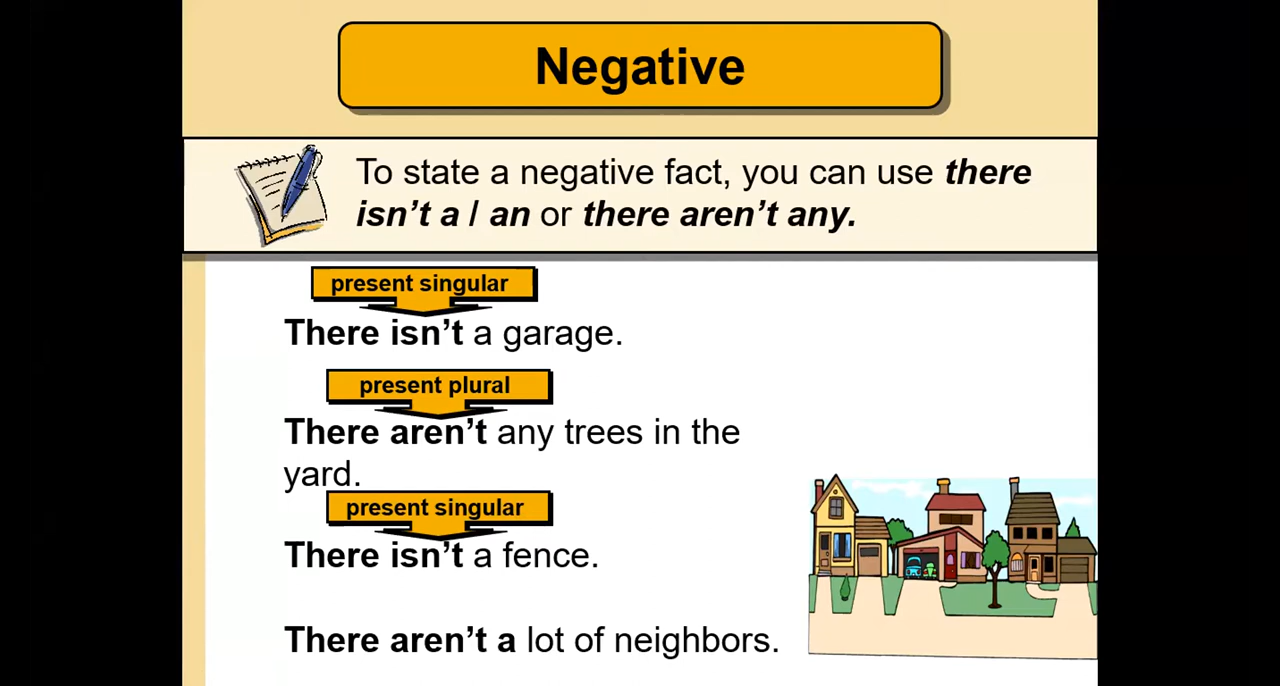 Negative
To state a negative fact, you can use there
isn’t a / an or there aren’t any.
present singular
There isn’t a garage.
present plural
There aren’t any trees in the
yard.
present singular
There isn’t a fence.
There aren’t a lot of neighbors.